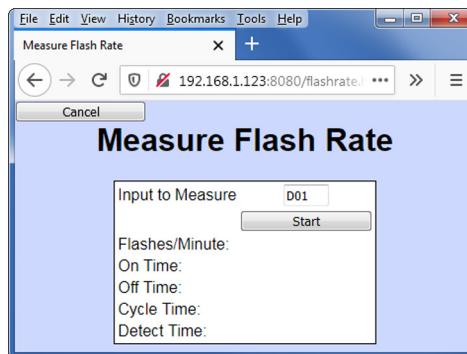 File Edit View History Bookmarks Tools Help
Measure Flash Rate
192.168.1.123:8080/flashrate.
Cancel
Measure Flash Rate
Input to Measure D01
Start
Flashes/Minute:
On Time:
Off Time:
Cycle Time:
Detect Time: